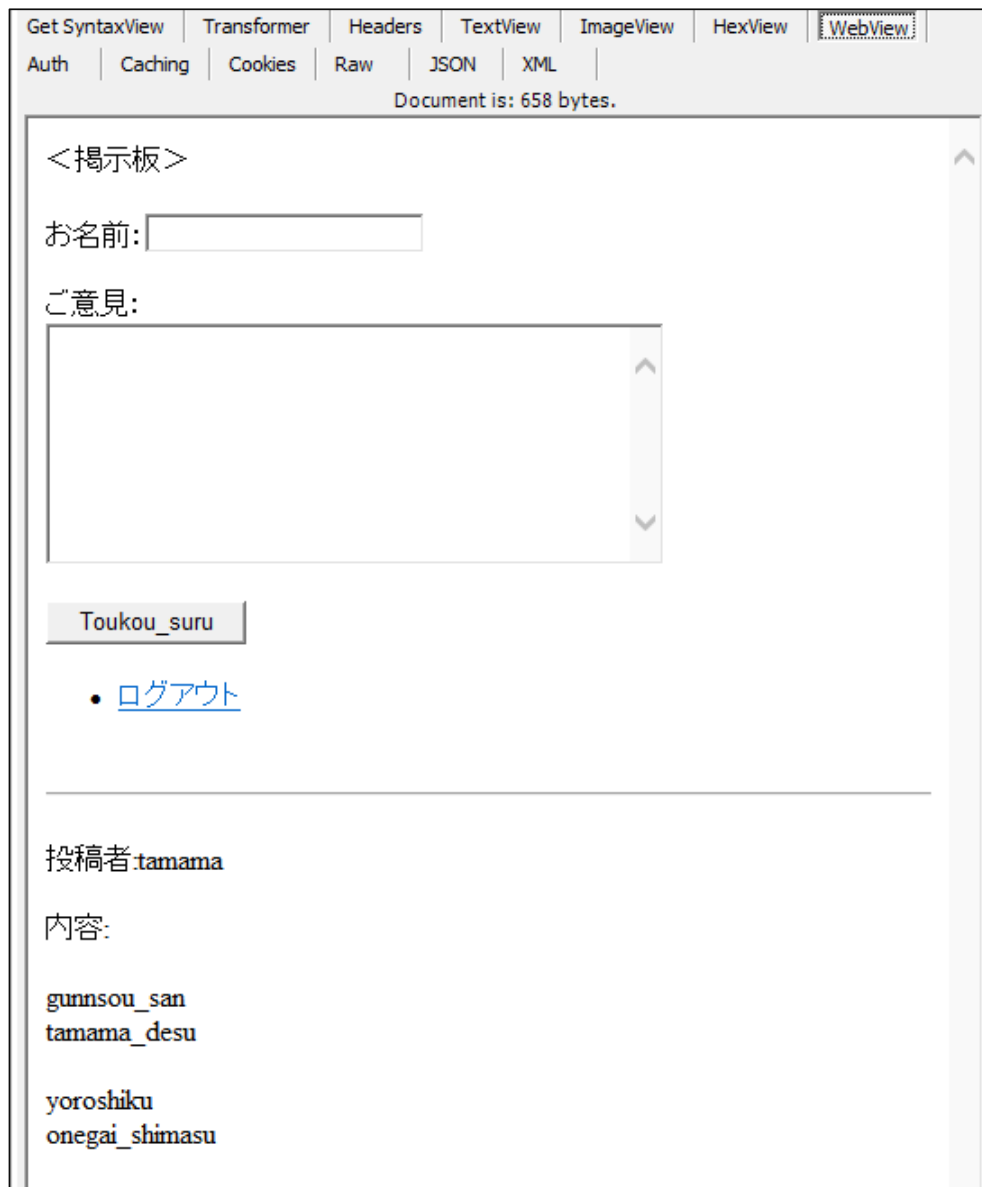 Get SyntaxView Transformer Headers TextView ImageView HexView WebView
Auth Caching Cookies Raw JSON XML
Document is: 658 bytes.
＜掲示板＞
お名前:
ご意見:
Toukou_suru
• ログアウト
投稿者:tamama
内容:
gunnsou_san
tamama_desu
yoroshiku
onegai_shimasu